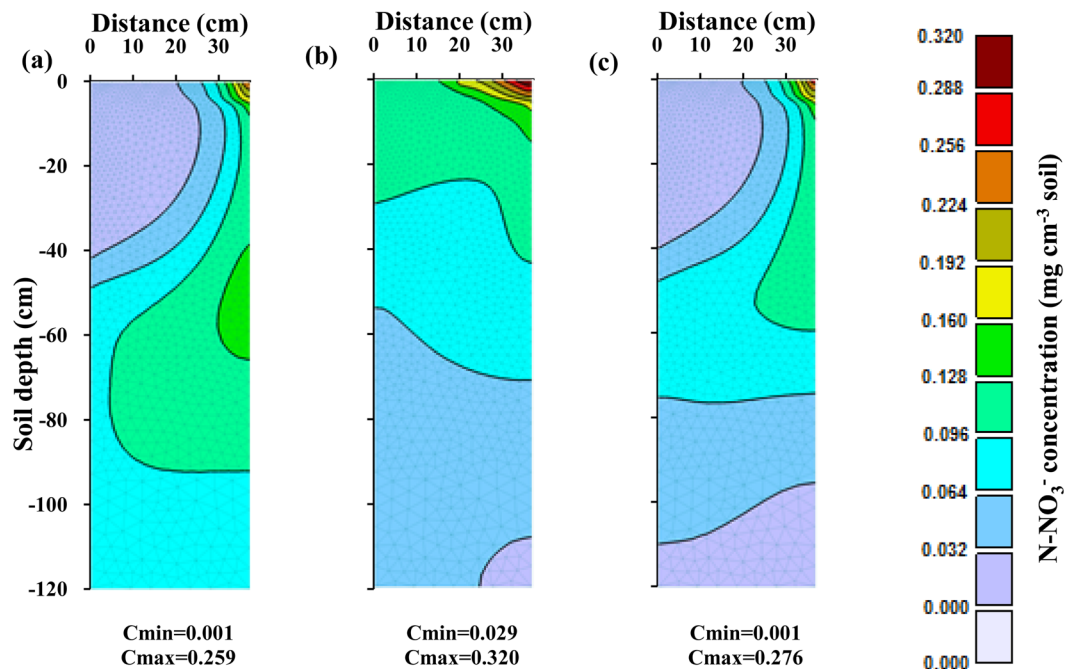 Distance (cm)
0 10 20 30
(a)
Distance (cm)
0 20 30
(b)
Distance (cm)
0 10 20 30
(c)
0
-20
-40
-60
-80
-100
-120
Soil depth (cm)
Cmin=0.001
Cmax=0.259
Cmin=0.029
Cmax=0.320
Cmin=0.001
Cmax=0.276
0.320
0.288
0.256
0.224
0.192
0.160
0.128
0.096
0.064
0.032
0.000
0.000
N-NO₃⁻ concentration (mg cm⁻³ soil)